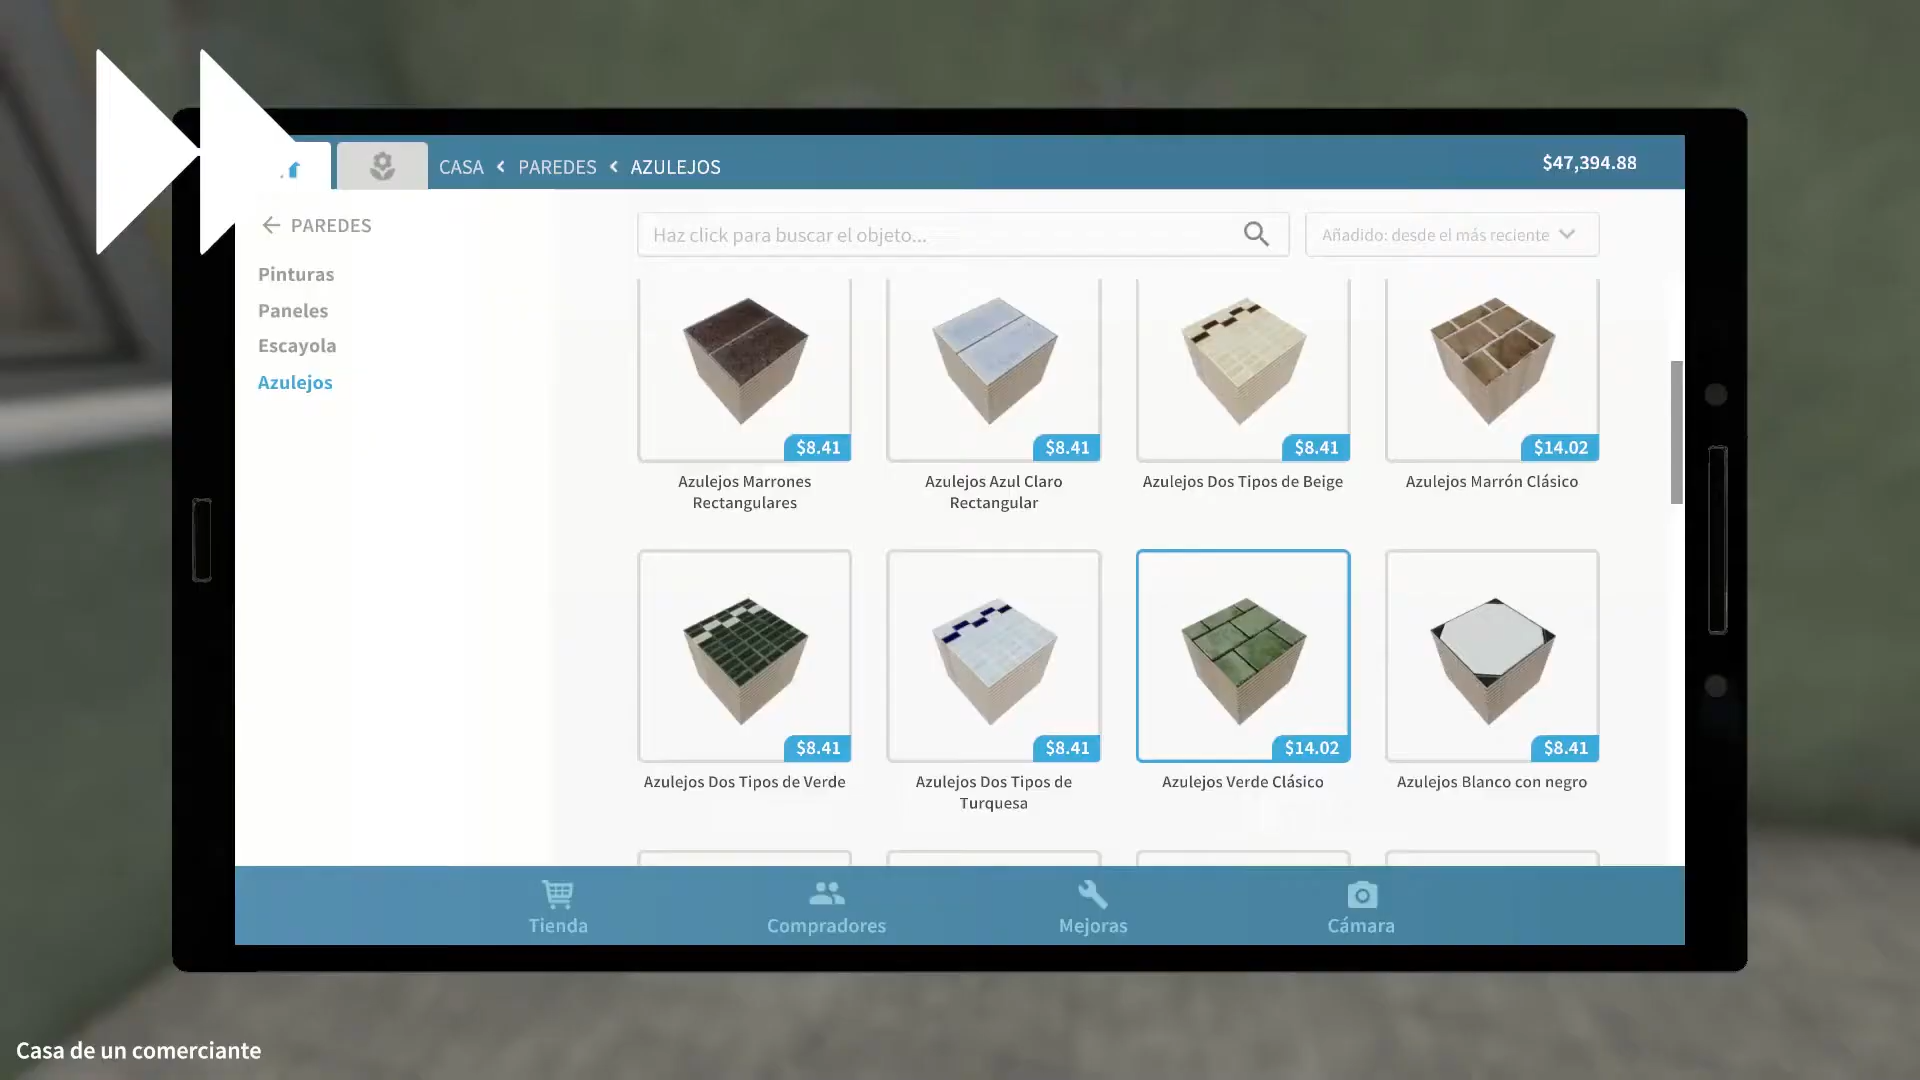 CASA < PAREDES < AZULEJOS
$47,394.88
← PAREDES
Haz click para buscar el objeto...
Añadido: desde el más reciente
Pinturas
Paneles
Escayola
Azulejos
$8.41
$8.41
$8.41
$14.02
Azulejos Marrones
Rectangulares
Azulejos Azul Claro
Rectangular
Azulejos Dos Tipos de Beige
Azulejos Marrón Clásico
$8.41
$8.41
$14.02
$8.41
Azulejos Dos Tipos de Verde
Azulejos Dos Tipos de
Turquesa
Azulejos Verde Clásico
Azulejos Blanco con negro
Tienda
Compradores
Mejoras
Cámara
Casa de un comerciante